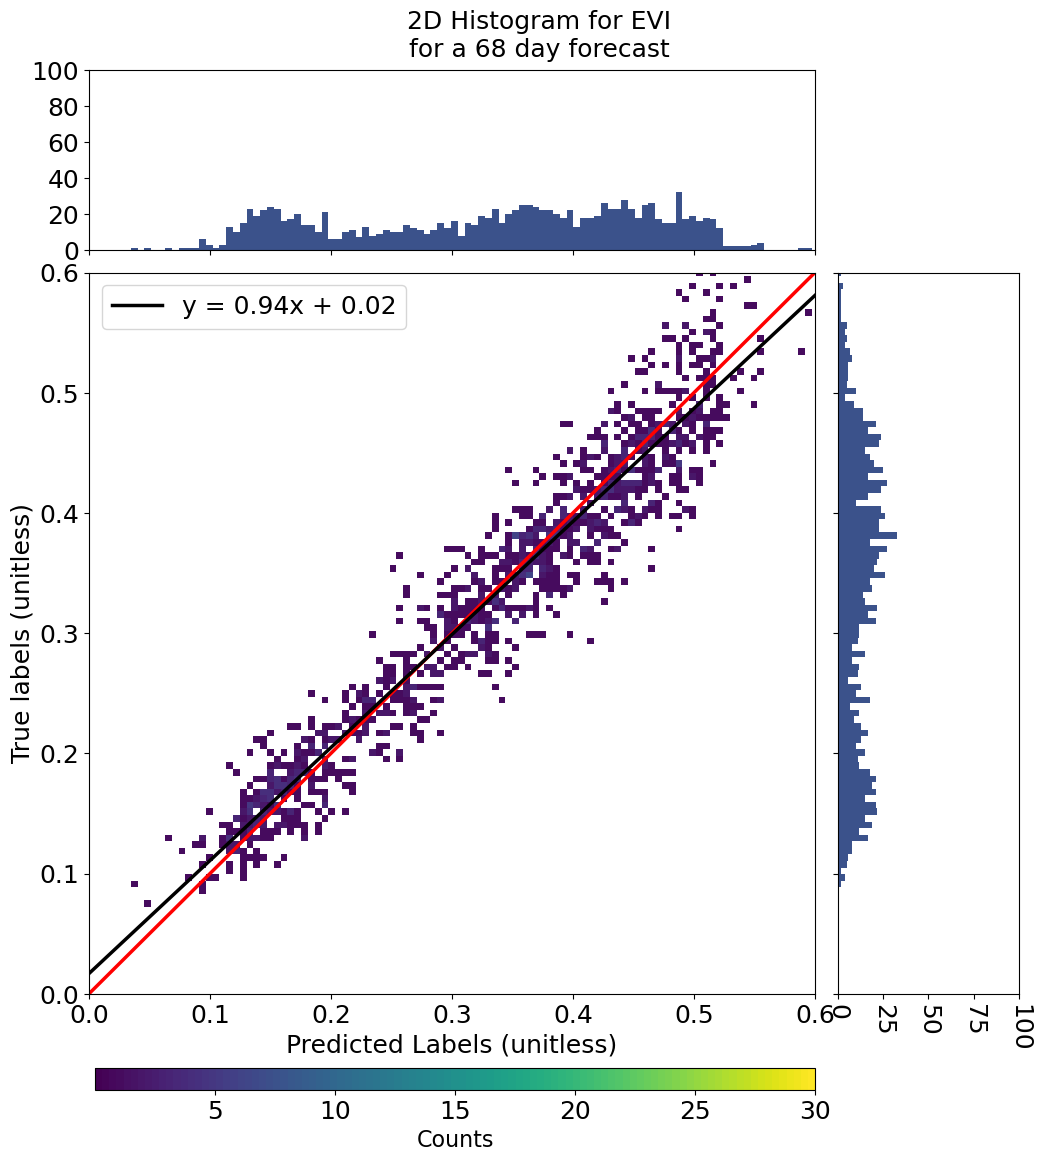 2D Histogram for EVI
for a 68 day forecast
100
80
60
40
20
0
0.6
0.5
0.4
0.3
0.2
0.1
0.0
True labels (unitless)
y = 0.94x + 0.02
0.0 0.1 0.2 0.3 0.4 0.5 0.6
Predicted Labels (unitless)
0 25 50 75 100
5 10 15 20 25 30
Counts